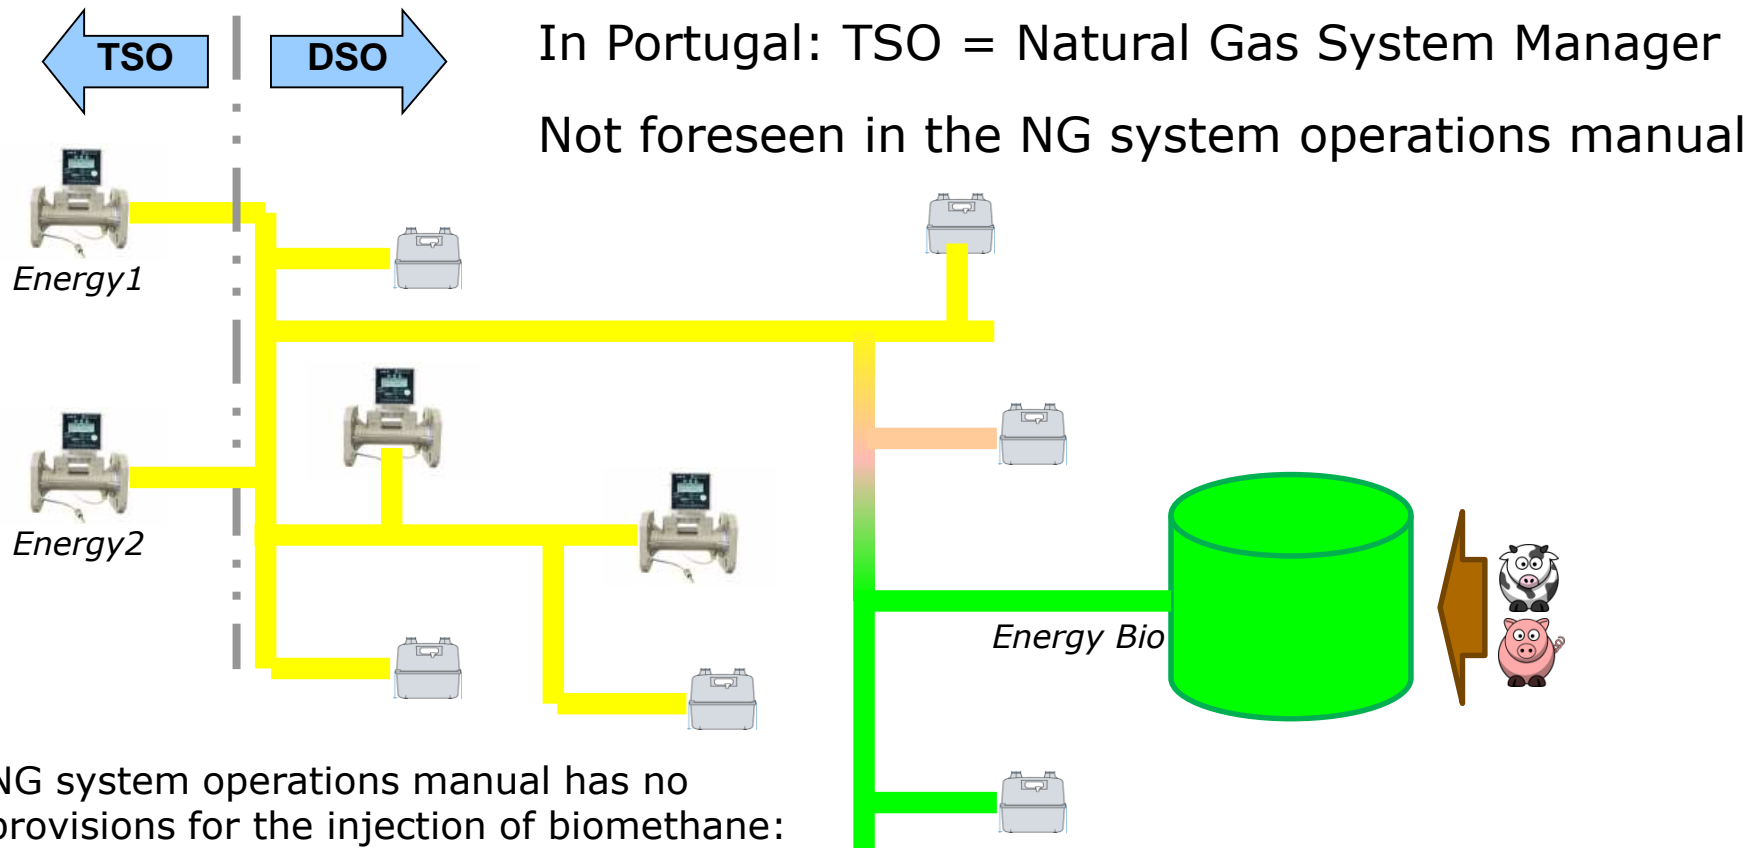 TSO
DSO
In Portugal: TSO = Natural Gas System Manager
Not foreseen in the NG system operations manual
Energy1
Energy2
Energy Bio
NG system operations manual has no
provisions for the injection of biomethane: